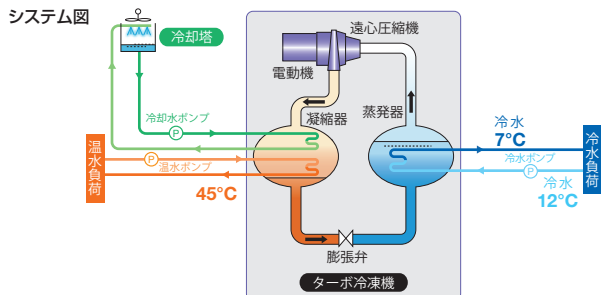 システム図
冷却塔
遠心圧縮機
電動機
冷却水ポンプ
P
凝縮器
蒸発器
冷水
7°C
冷水負荷
温水負荷
P
温水ポンプ
45°C
冷水ポンプ
P
冷水
12°C
膨張弁
ターボ冷凍機